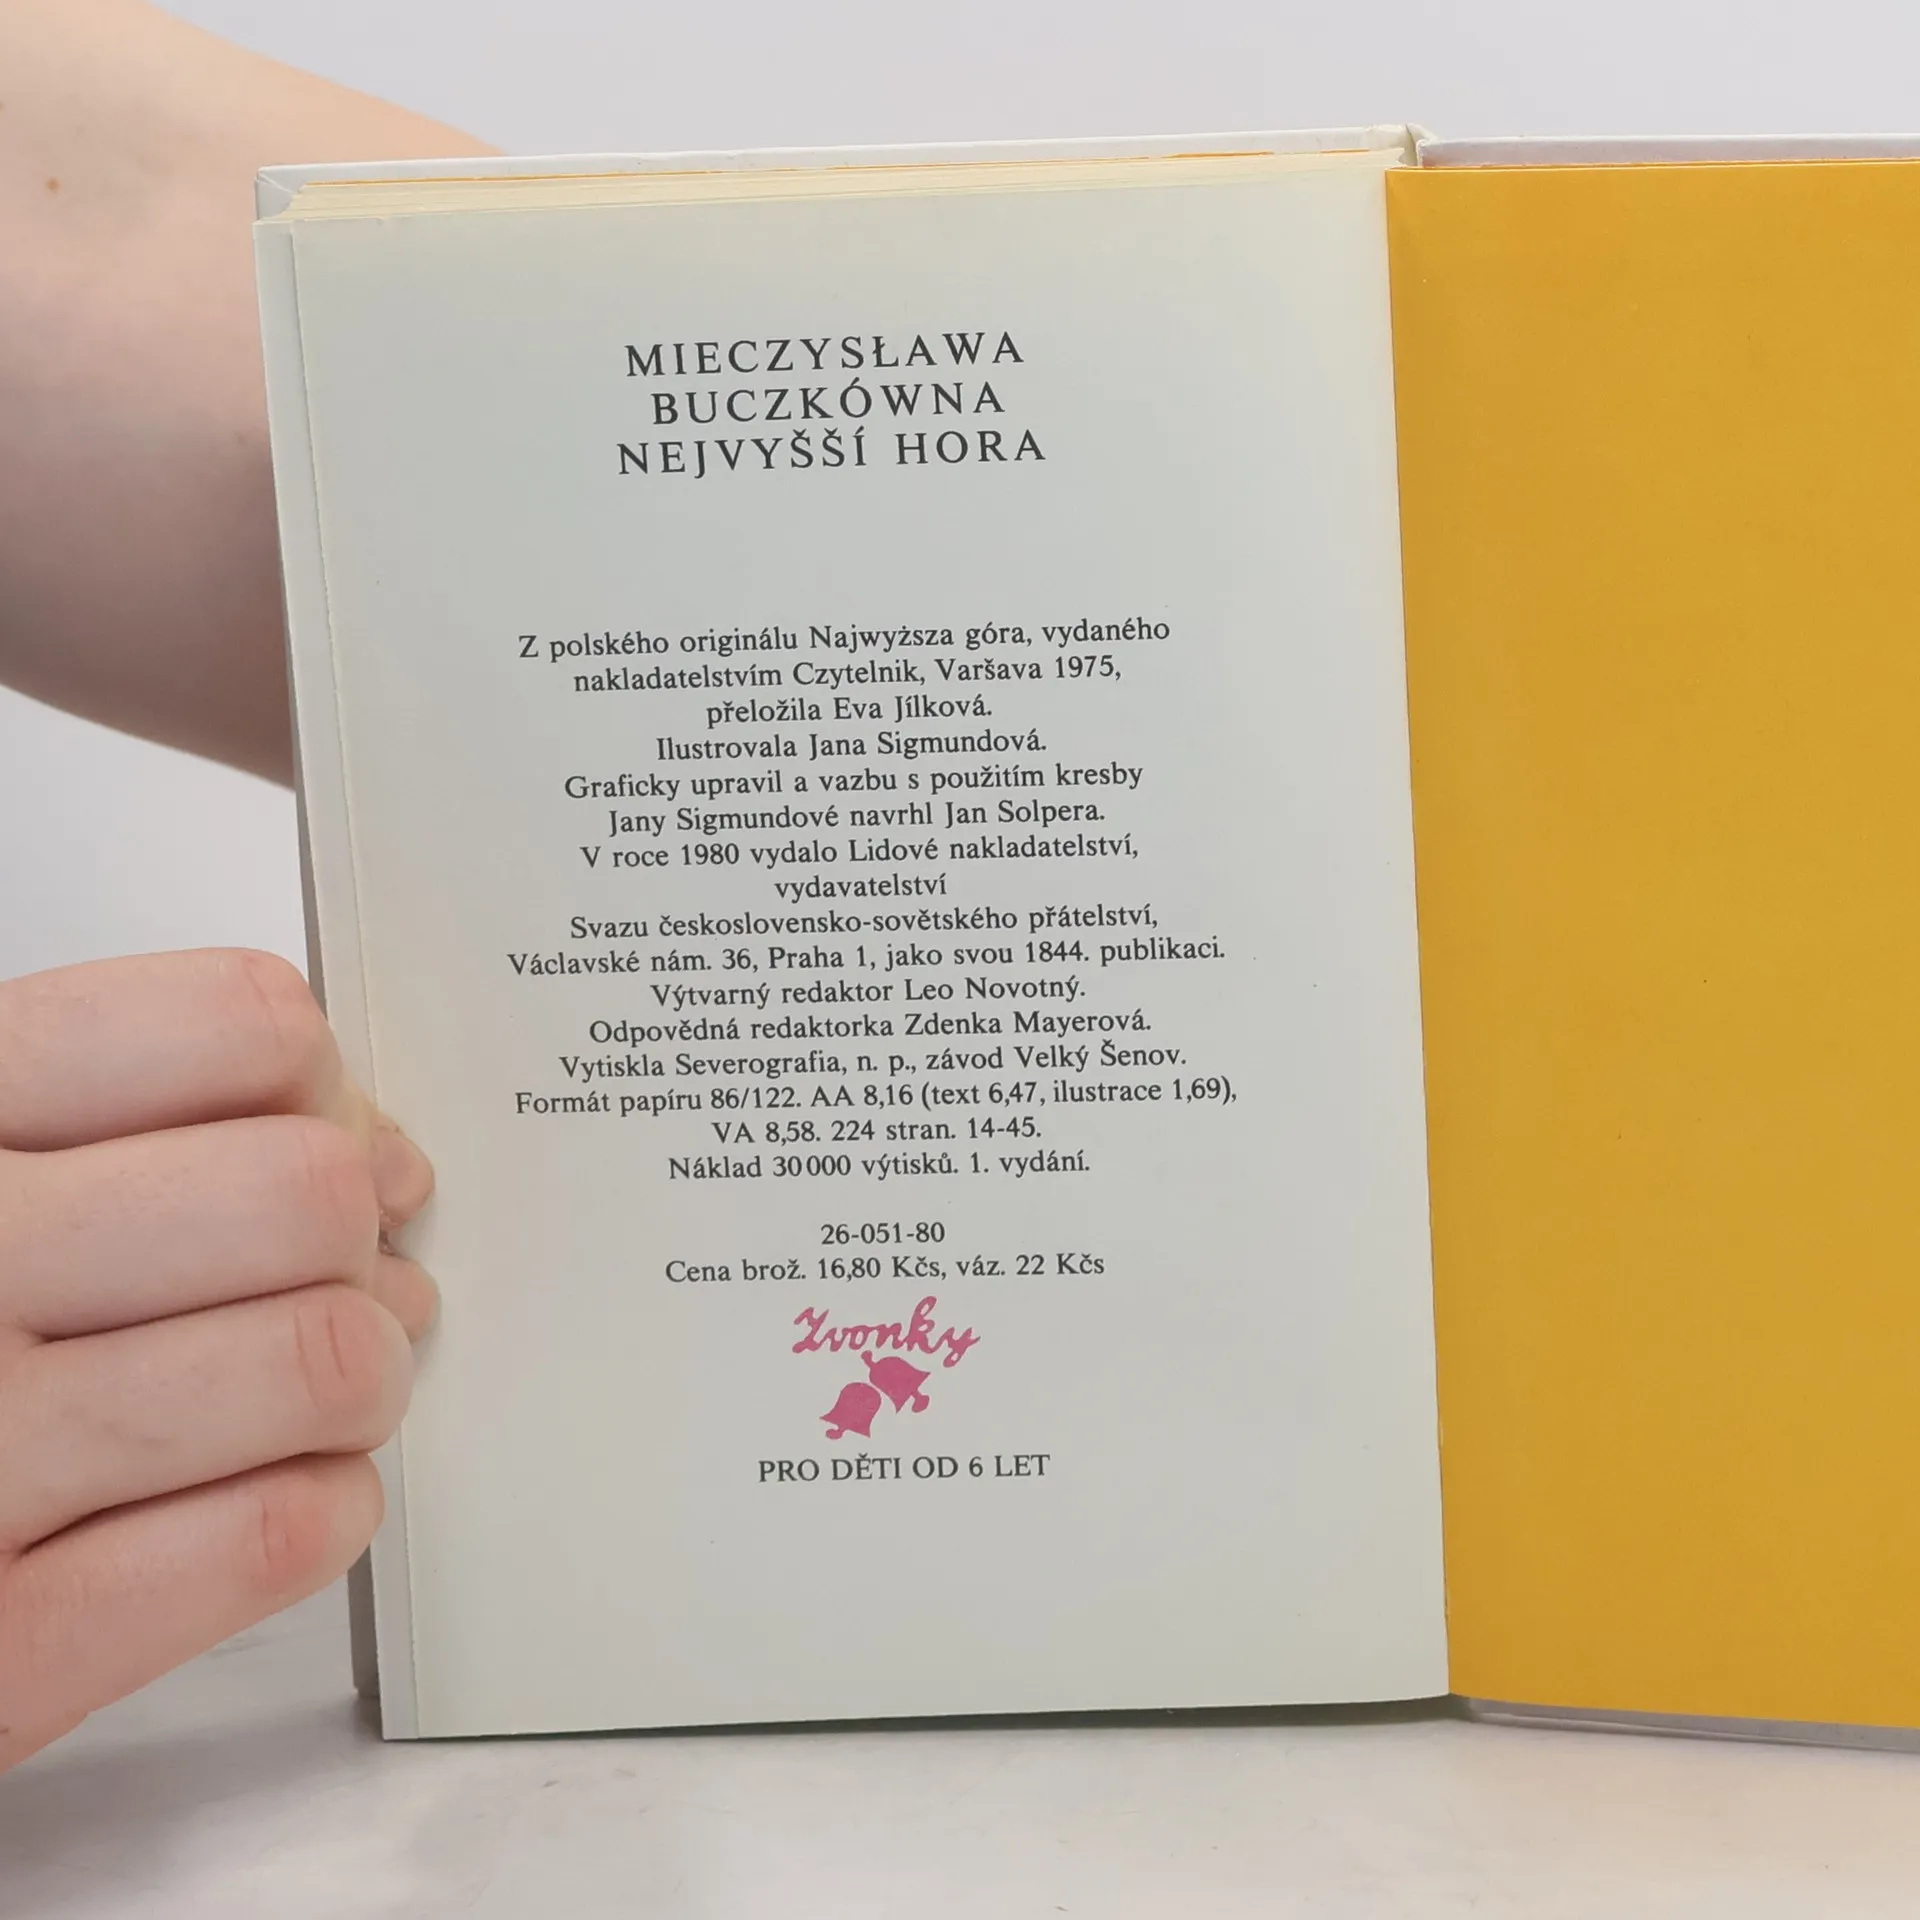 MIECZYSŁAWA
BUCZKÓWNA
NEJVYŠŠÍ HORA
Z polského originálu Najwyższa góra, vydaného
nakladatelstvím Czytelnik, Varšava 1975,
přeložila Eva Jílková.
Ilustrovala Jana Sigmundová.
Graficky upravil a vazbu s použitím kresby
Jany Sigmundové navrhl Jan Solpera.
V roce 1980 vydalo Lidové nakladatelství,
vydavatelství
Svazu československo-sovětského přátelství,
Václavské nám. 36, Praha 1, jako svou 1844. publikaci.
Výtvarný redaktor Leo Novotný.
Odpovědná redaktorka Zdenka Mayerová.
Vytiskla Severografia, n. p., závod Velký Šenov.
Formát papíru 86/122. AA 8,16 (text 6,47, ilustrace 1,69),
VA 8,58. 224 stran. 14-45.
Náklad 30 000 výtisků. 1. vydání.
26-051-80
Cena brož. 16,80 Kčs, váz. 22 Kčs
Zvonky
PRO DĚTI OD 6 LET